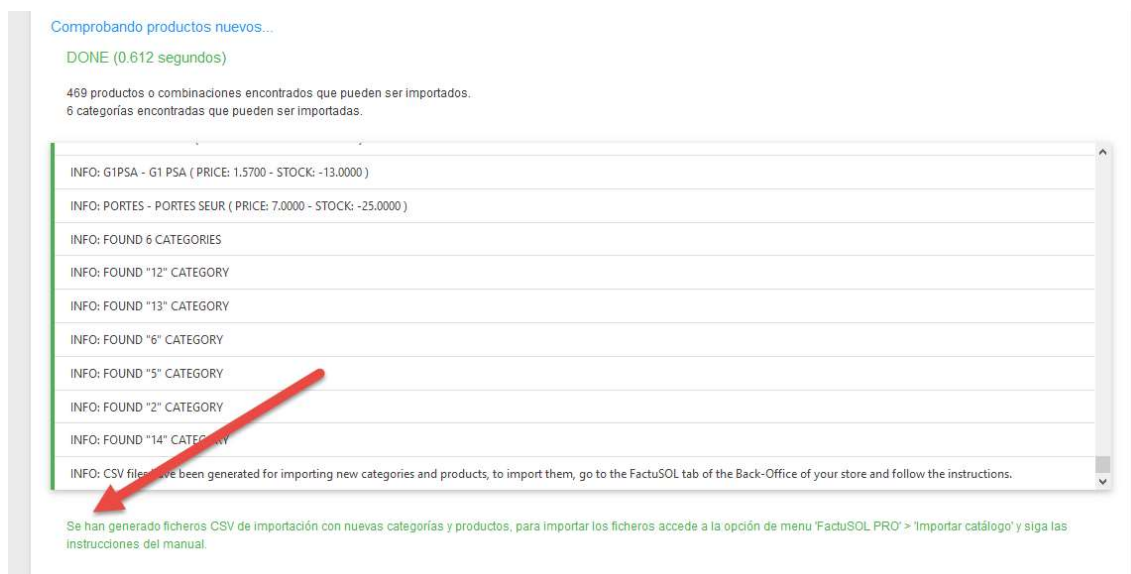 Comprobando productos nuevos...
DONE (0.612 segundos)
469 productos o combinaciones encontrados que pueden ser importados.
6 categorías encontradas que pueden ser importadas.
INFO: G1PSA - G1 PSA ( PRICE: 1.5700 - STOCK: -13.0000 )
INFO: PORTES - PORTES SEUR ( PRICE: 7.0000 - STOCK: -25.0000 )
INFO: FOUND 6 CATEGORIES
INFO: FOUND "12" CATEGORY
INFO: FOUND "13" CATEGORY
INFO: FOUND "6" CATEGORY
INFO: FOUND "5" CATEGORY
INFO: FOUND "2" CATEGORY
INFO: FOUND "14" CATEGORY
INFO: CSV files have been generated for importing new categories and products, to import them, go to the FactuSOL tab of the Back-Office of your store and follow the instructions.
Se han generado ficheros CSV de importación con nuevas categorías y productos, para importar los ficheros accede a la opción de menu 'FactuSOL PRO' > 'Importar catálogo' y siga las
instrucciones del manual.